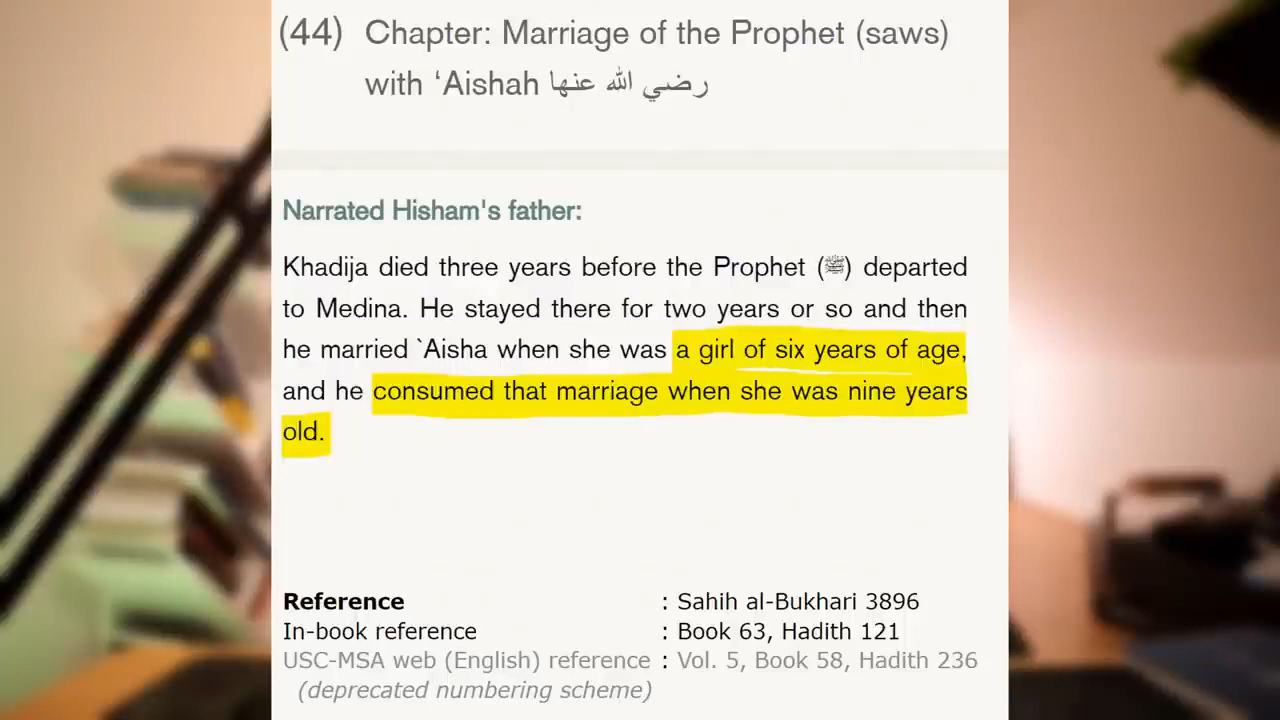 (44) Chapter: Marriage of the Prophet (saws)
with ‘Aishah رضي الله عنها
Narrated Hisham's father:
Khadija died three years before the Prophet (ﷺ) departed
to Medina. He stayed there for two years or so and then
he married `Aisha when she was a girl of six years of age,
and he consumed that marriage when she was nine years
old.
Reference : Sahih al-Bukhari 3896
In-book reference : Book 63, Hadith 121
USC-MSA web (English) reference : Vol. 5, Book 58, Hadith 236
(deprecated numbering scheme)